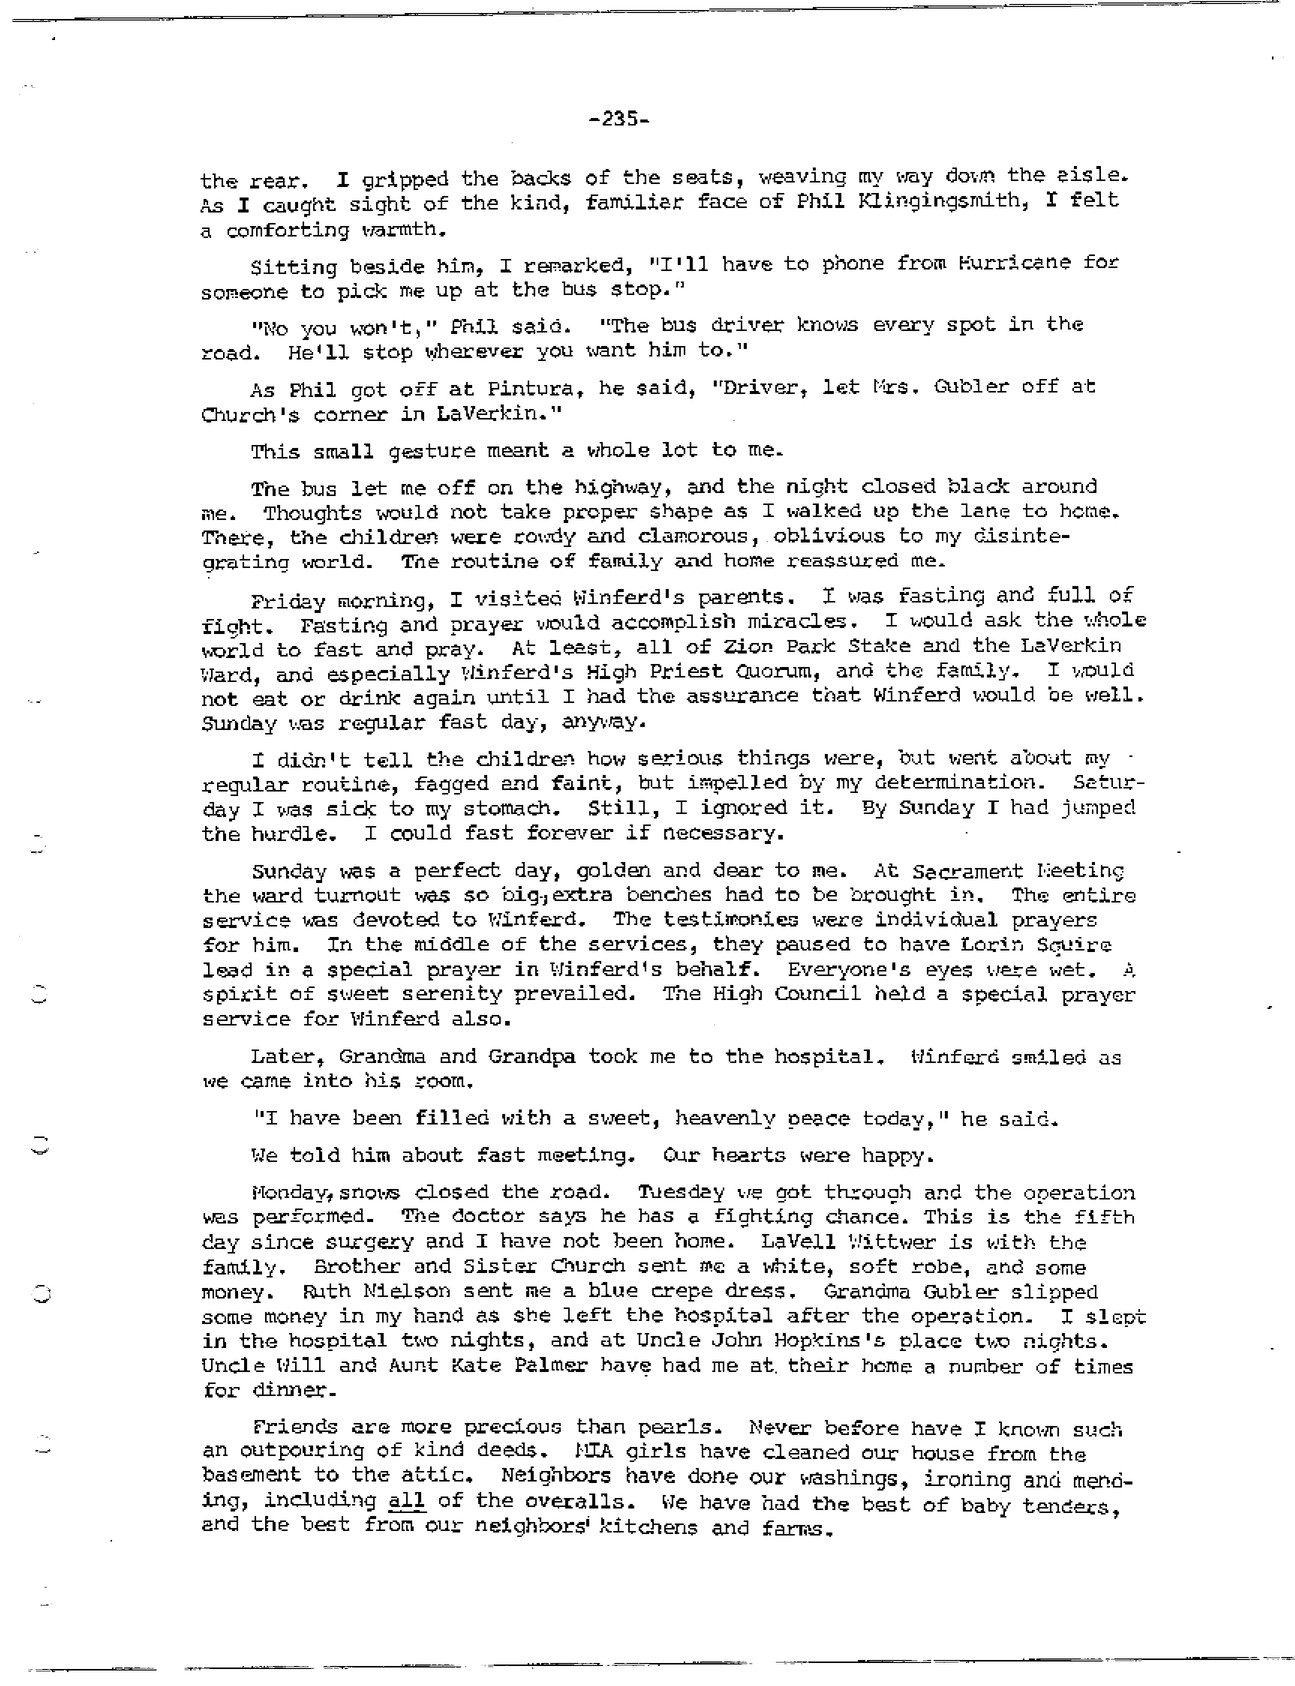 -235-
the rear.  I gripped the backs of the seats, weaving my way down the aisle.
As I caught sight of the kind, familiar face of Phil Klingingsmith, I felt
a comforting warmth.
Sitting beside him, I remarked, "I'll have to phone from Hurricane for
someone to pick me up at the bus stop."
"No you won't," Phil said.  "The bus driver knows every spot in the
road.  He'll stop wherever you want him to."
As Phil got off at Pintura, he said, "Driver, let Mrs. Gubler off at
Church's corner in LaVerkin."
This small gesture meant a whole lot to me.
The bus let me off on the highway, and the night closed black around
me.  Thoughts would not take proper shape as I walked up the lane to home.
There, the children were rowdy and clamorous, oblivious to my disinte-
grating world.  The routine of family and home reassured me.
Friday morning, I visited Winferd's parents.  I was fasting and full of
fight.  Fasting and prayer would accomplish miracles.  I would ask the whole
world to fast and pray.  At least, all of Zion Park Stake and the LaVerkin
Ward, and especially Winferd's High Priest Quorum, and the family.  I would
not eat or drink again until I had the assurance that Winferd would be well.
Sunday was regular fast day, anyway.
I didn't tell the children how serious things were, but went about my
regular routine, fagged and faint, but impelled by my determination.  Satur-
day I was sick to my stomach.  Still, I ignored it.  By Sunday I had jumped
the hurdle.  I could fast forever if necessary.
Sunday was a perfect day, golden and dear to me.  At Sacrament Meeting
the ward turnout was so big, extra benches had to be brought in.  The entire
service was devoted to Winferd.  The testimonies were individual prayers
for him.  In the middle of the services, they paused to have Lorin Squire
lead in a special prayer in Winferd's behalf.  Everyone's eyes were wet.  A
spirit of sweet serenity prevailed.  The High Council held a special prayer
service for Winferd also.
Later, Grandma and Grandpa took me to the hospital.  Winferd smiled as
we came into his room.
"I have been filled with a sweet, heavenly peace today," he said.
We told him about fast meeting.  Our hearts were happy.
Monday, snows closed the road.  Tuesday we got through and the operation
was performed.  The doctor says he has a fighting chance. This is the fifth
day since surgery and I have not been home.  LaVell Wittwer is with the
family.  Brother and Sister Church sent me a white, soft robe, and some
money.  Ruth Nielson sent me a blue crepe dress.  Grandma Gubler slipped
some money in my hand as she left the hospital after the operation.  I slept
in the hospital two nights, and at Uncle John Hopkins's place two nights.
Uncle Will and Aunt Kate Palmer have had me at their home a number of times
for dinner.
Friends are more precious than pearls.  Never before have I known such
an outpouring of kind deeds.  MIA girls have cleaned our house from the
basement to the attic.  Neighbors have done our washings, ironing and mend-
ing, including all of the overalls.  We have had the best of baby tenders,
and the best from our neighbors' kitchens and farms.